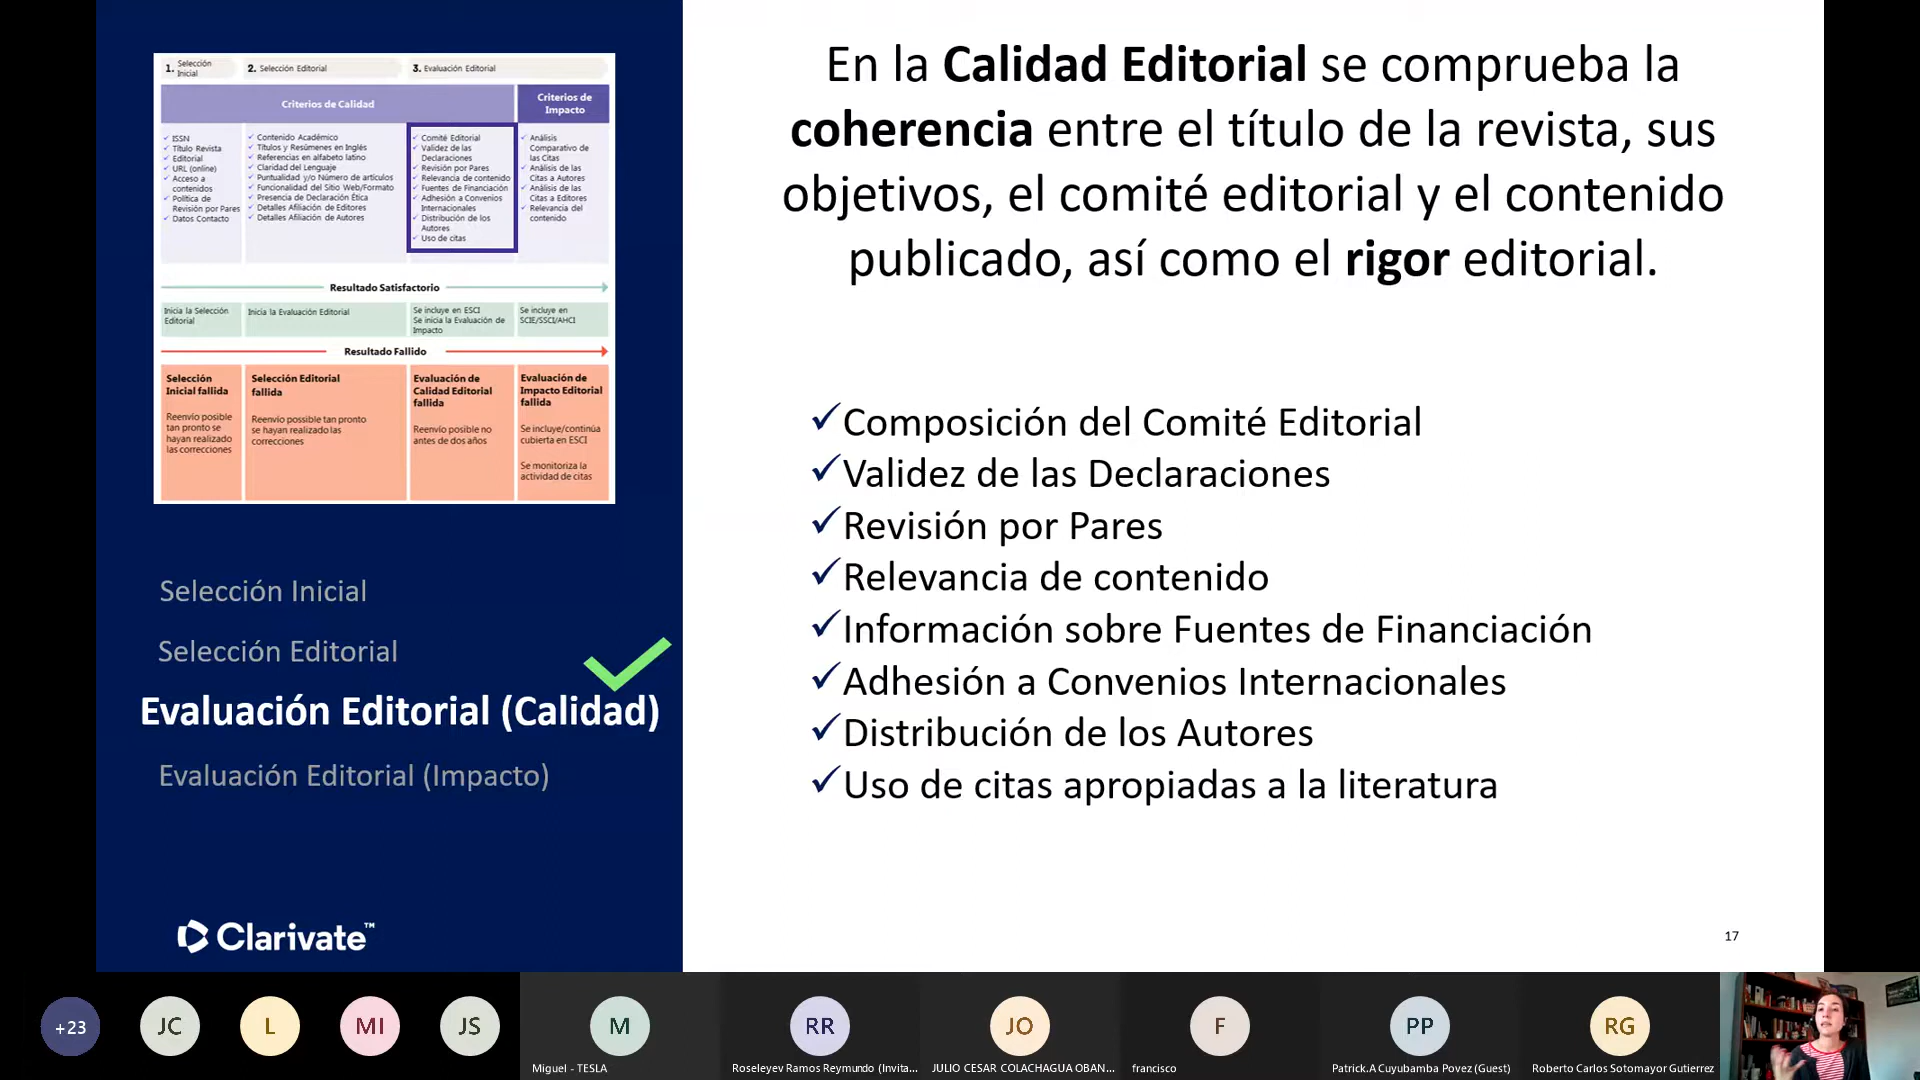 1. Selección Inicial
2. Selección Editorial
3. Evaluación Editorial
Criterios de Calidad
Criterios de Impacto
✓ ISSN
✓ Título Revista
✓ Editorial
✓ URL (online)
✓ Acceso a
contenidos
✓ Política de
Revisión por Pares
✓ Datos Contacto
✓ Contenido Académico
✓ Títulos y Resúmenes en Inglés
✓ Referencias en alfabeto latino
✓ Claridad del Lenguaje
✓ Puntualidad y/o Número de artículos
✓ Funcionalidad del Sitio Web/Formato
✓ Presencia de Declaración Ética
✓ Detalles Afiliación de Editores
✓ Detalles Afiliación de Autores
✓ Comité Editorial
✓ Validez de las
Declaraciones
✓ Revisión por Pares
✓ Relevancia de contenido
✓ Fuentes de Financiación
✓ Adhesión a Convenios
Internacionales
✓ Distribución de los
Autores
✓ Uso de citas
✓ Análisis
Comparativo de
las Citas
✓ Análisis de las
Citas a Autores
✓ Análisis de las
Citas a Editores
✓ Relevancia del
contenido
Resultado Satisfactorio
Inicia la Selección
Editorial
Inicia la Evaluación Editorial
Se incluye en ESCI
Se inicia la Evaluación de
Impacto
Se incluye en
SCIE/SSCI/AHCI
Resultado Fallido
Selección
Inicial fallida
Reenvío posible
tan pronto se
hayan realizado
las correcciones
Selección Editorial
fallida
Reenvío possible tan pronto
se hayan realizado las
correcciones
Evaluación de
Calidad Editorial
fallida
Reenvío posible no
antes de dos años
Evaluación de
Impacto Editorial
fallida
Se incluye/continúa
cubierta en ESCI
Se monitoriza la
actividad de citas
Selección Inicial
Selección Editorial
Evaluación Editorial (Calidad)
Evaluación Editorial (Impacto)
Clarivate™
En la Calidad Editorial se comprueba la
coherencia entre el título de la revista, sus
objetivos, el comité editorial y el contenido
publicado, así como el rigor editorial.
✓Composición del Comité Editorial
✓Validez de las Declaraciones
✓Revisión por Pares
✓Relevancia de contenido
✓Información sobre Fuentes de Financiación
✓Adhesión a Convenios Internacionales
✓Distribución de los Autores
✓Uso de citas apropiadas a la literatura
17
+23
JC
L
MI
JS
M
RR
JO
F
PP
RG
Miguel - TESLA
Roseleyev Ramos Reymundo (Invita...
JULIO CESAR COLACHAGUA OBAN...
francisco
Patrick.A Cuyubamba Povez (Guest)
Roberto Carlos Sotomayor Gutierrez